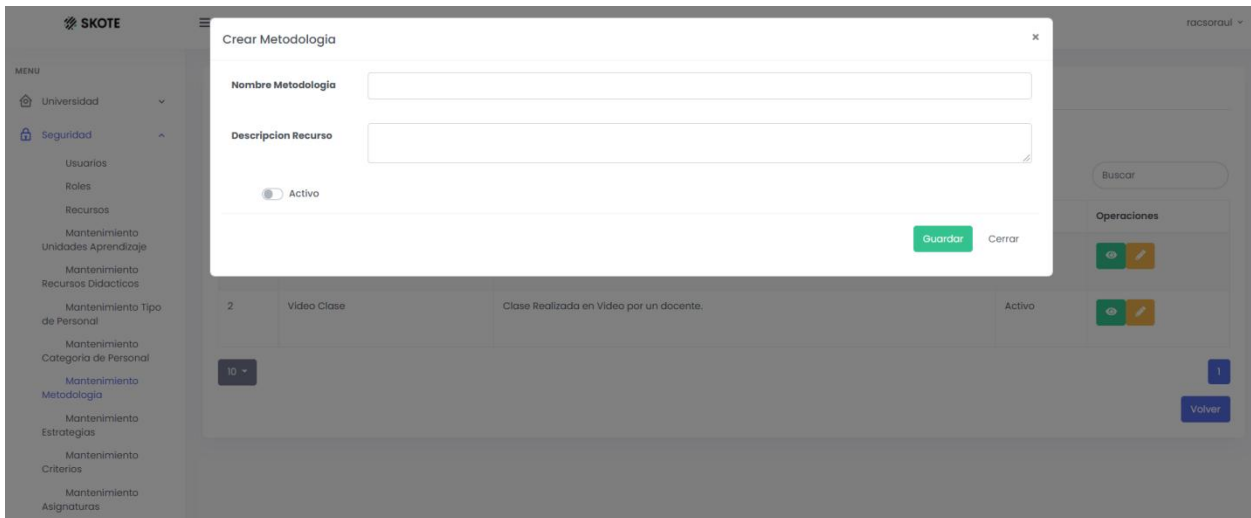 SKOTE
racsoraul
Crear Metodologia
×
MENU
Universidad
Seguridad
Usuarios
Roles
Recursos
Mantenimiento
Unidades Aprendizaje
Mantenimiento
Recursos Didacticos
Mantenimiento Tipo
de Personal
Mantenimiento
Categoria de Personal
Mantenimiento
Metodologia
Mantenimiento
Estrategias
Mantenimiento
Criterios
Mantenimiento
Asignaturas
Nombre Metodologia
Descripcion Recurso
Activo
Guardar
Cerrar
Buscar
Operaciones
2 Video Clase Clase Realizada en Video por un docente. Activo
10
1
Volver